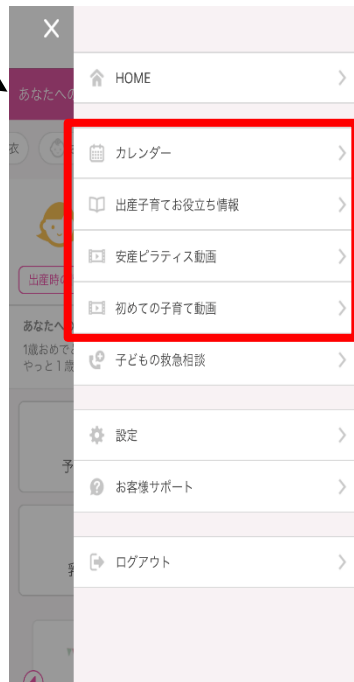 X
HOME
あなたへの
衣
カレンダー
出産子育てお役立ち情報
安産ピラティス動画
出産時の
初めての子育て動画
あなたへ
1歳おめで
やっと1歳
子どもの救急相談
設定
予
お客様サポート
ログアウト